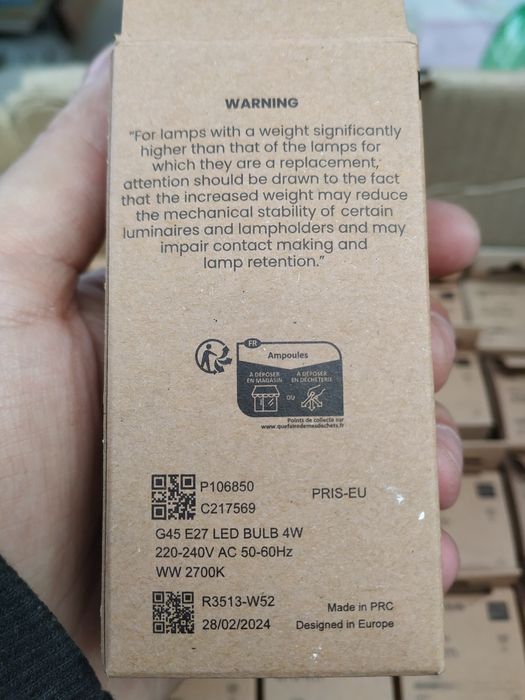 WARNING
"For lamps with a weight significantly
higher than that of the lamps for
which they are a replacement,
attention should be drawn to the fact
that the increased weight may reduce
the mechanical stability of certain
luminaires and lampholders and may
impair contact making and
lamp retention."
FR
Ampoules
À DÉPOSER EN MAGASIN
OU
À DÉPOSER EN DÉCHÈTERIE
Points de collecte sur
www.quefairedemesdechets.fr
P106850
C217569
PRIS-EU
G45 E27 LED BULB 4W
220-240V AC 50-60Hz
WW 2700K
R3513-W52
28/02/2024
Made in PRC
Designed in Europe